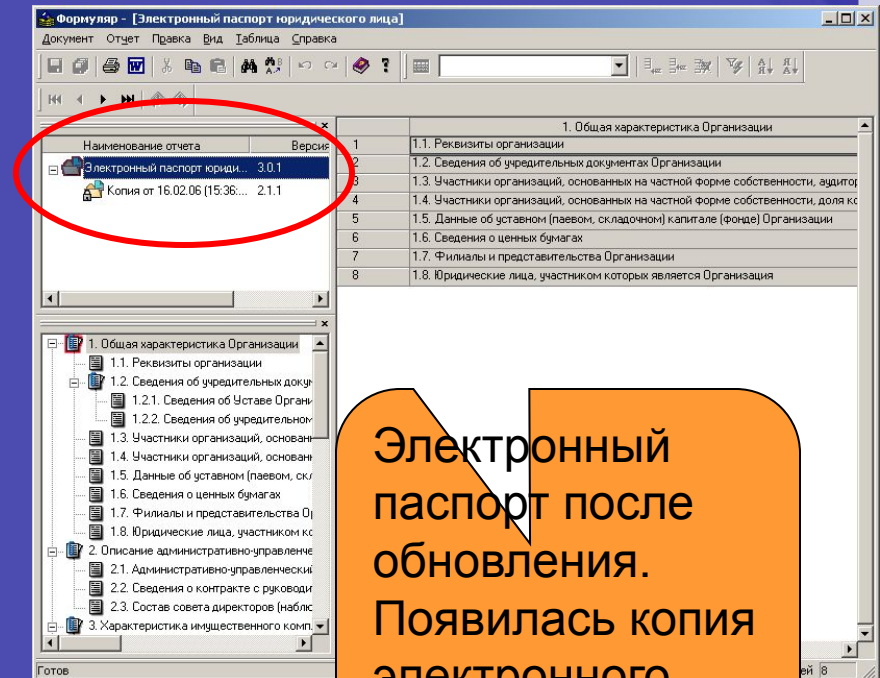 Формуляр - [Электронный паспорт юридического лица]
Документ Отчет Правка Вид Таблица Справка
Наименование отчета Версия
Электронный паспорт юриди... 3.0.1
Копия от 16.02.06 (15:36:... 2.1.1
1. Общая характеристика Организации
1 1.1. Реквизиты организации
2 1.2. Сведения об учредительных документах Организации
3 1.3. Участники организаций, основанных на частной форме собственности, аудитор
4 1.4. Участники организаций, основанных на частной форме собственности, доля ко
5 1.5. Данные об уставном (паевом, складочном) капитале (фонде) Организации
6 1.6. Сведения о ценных бумагах
7 1.7. Филиалы и представительства Организации
8 1.8. Юридические лица, участником которых является Организация
1. Общая характеристика Организации
1.1. Реквизиты организации
1.2. Сведения об учредительных докум
1.2.1. Сведения об Уставе Органи
1.2.2. Сведения об учредительном
1.3. Участники организаций, основанн
1.4. Участники организаций, основанн
1.5. Данные об уставном (паевом, скл
1.6. Сведения о ценных бумагах
1.7. Филиалы и представительства Ор
1.8. Юридические лица, участником ко
2. Описание административно-управленче
2.1. Административно-управленчески
2.2. Сведения о контракте с руководи
2.3. Состав совета директоров (наблю
3. Характеристика имущественного комп.
Электронный
паспорт после
обновления.
Появилась копия
электронного
Готов
ей 8